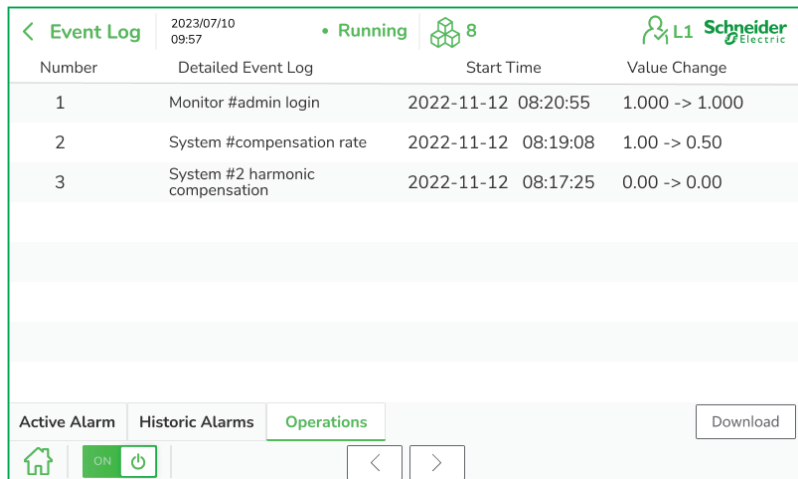 Event Log 2023/07/10 09:57 • Running 8 L1 Schneider Electric
Number Detailed Event Log Start Time Value Change
1 Monitor #admin login 2022-11-12 08:20:55 1.000 -> 1.000
2 System #compensation rate 2022-11-12 08:19:08 1.00 -> 0.50
3 System #2 harmonic compensation 2022-11-12 08:17:25 0.00 -> 0.00
Active Alarm Historic Alarms Operations Download
ON